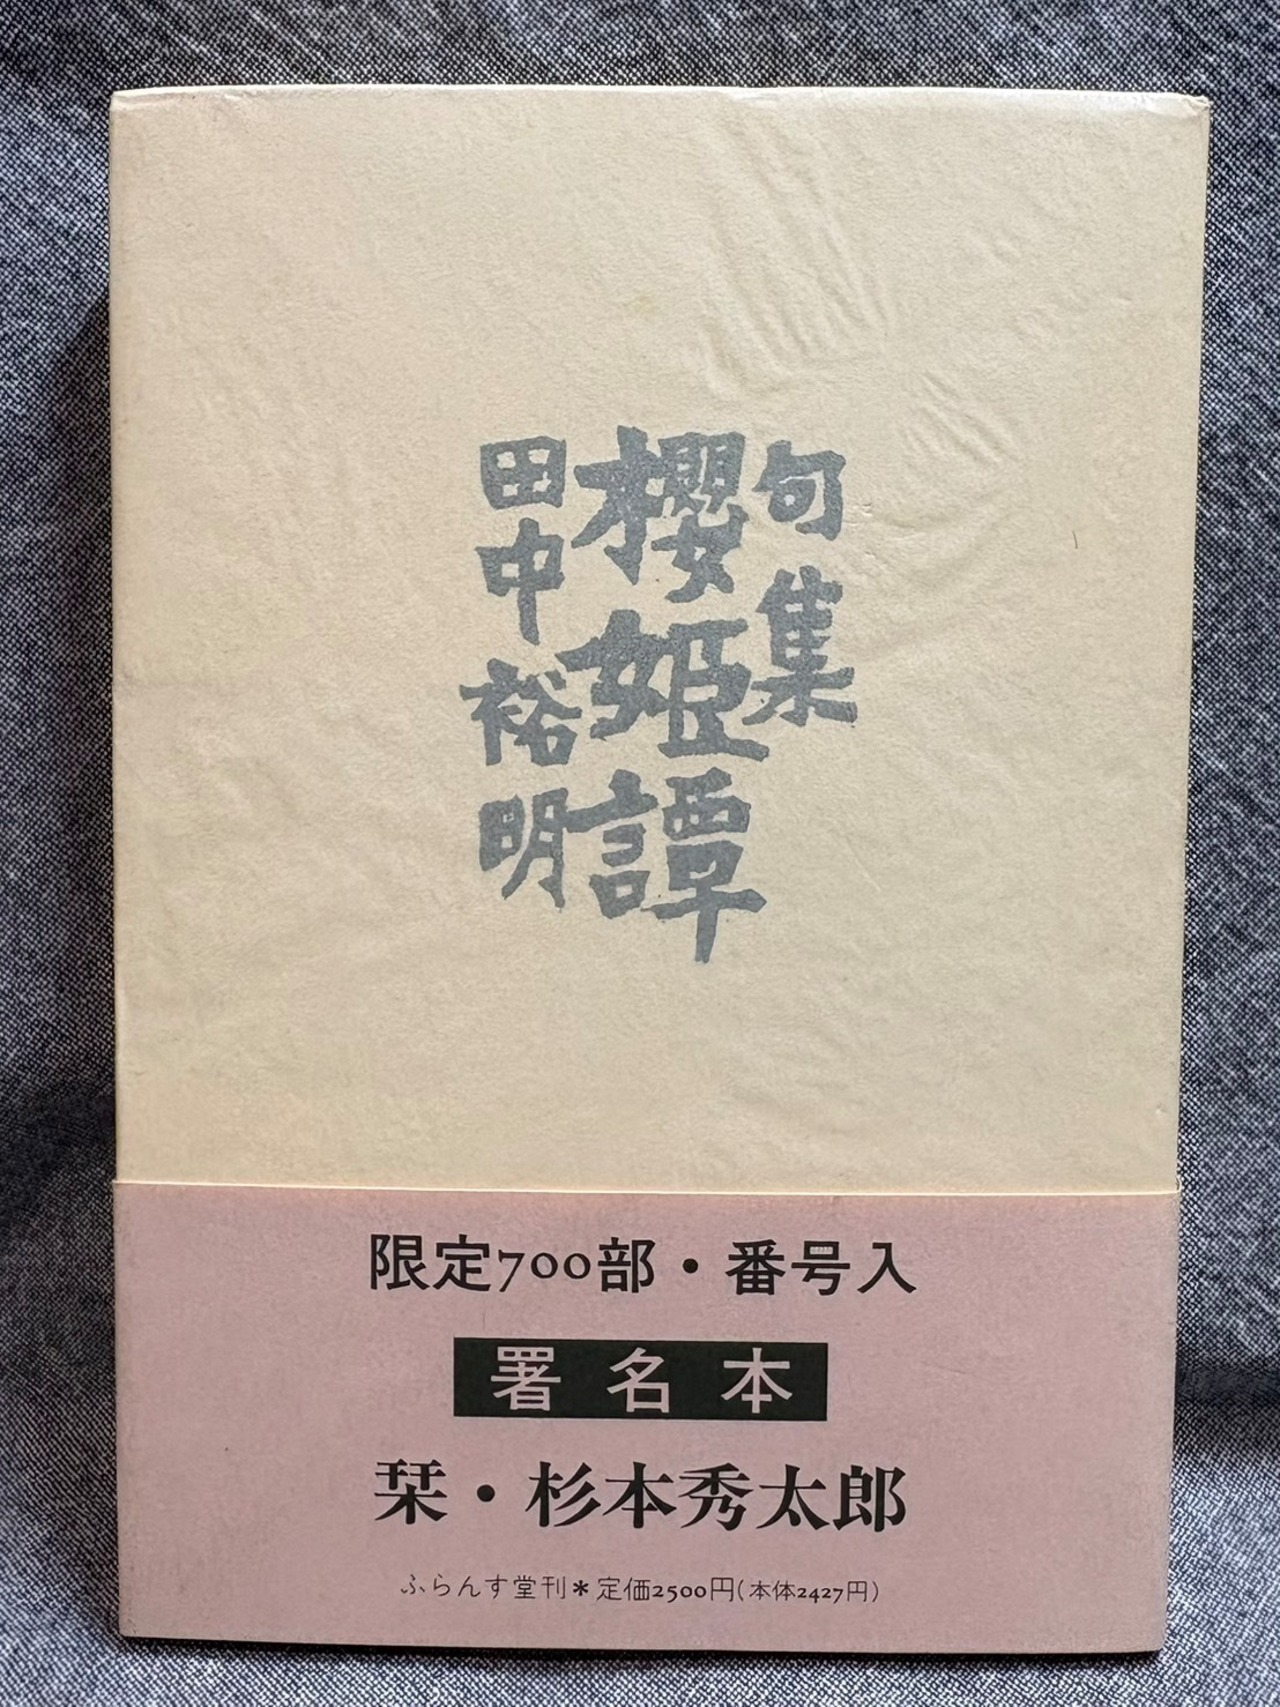 句集
櫻姫譚
田中裕明
限定700部・番号入
署名本
栞・杉本秀太郎
ふらんす堂刊＊定価2500円(本体2427円)